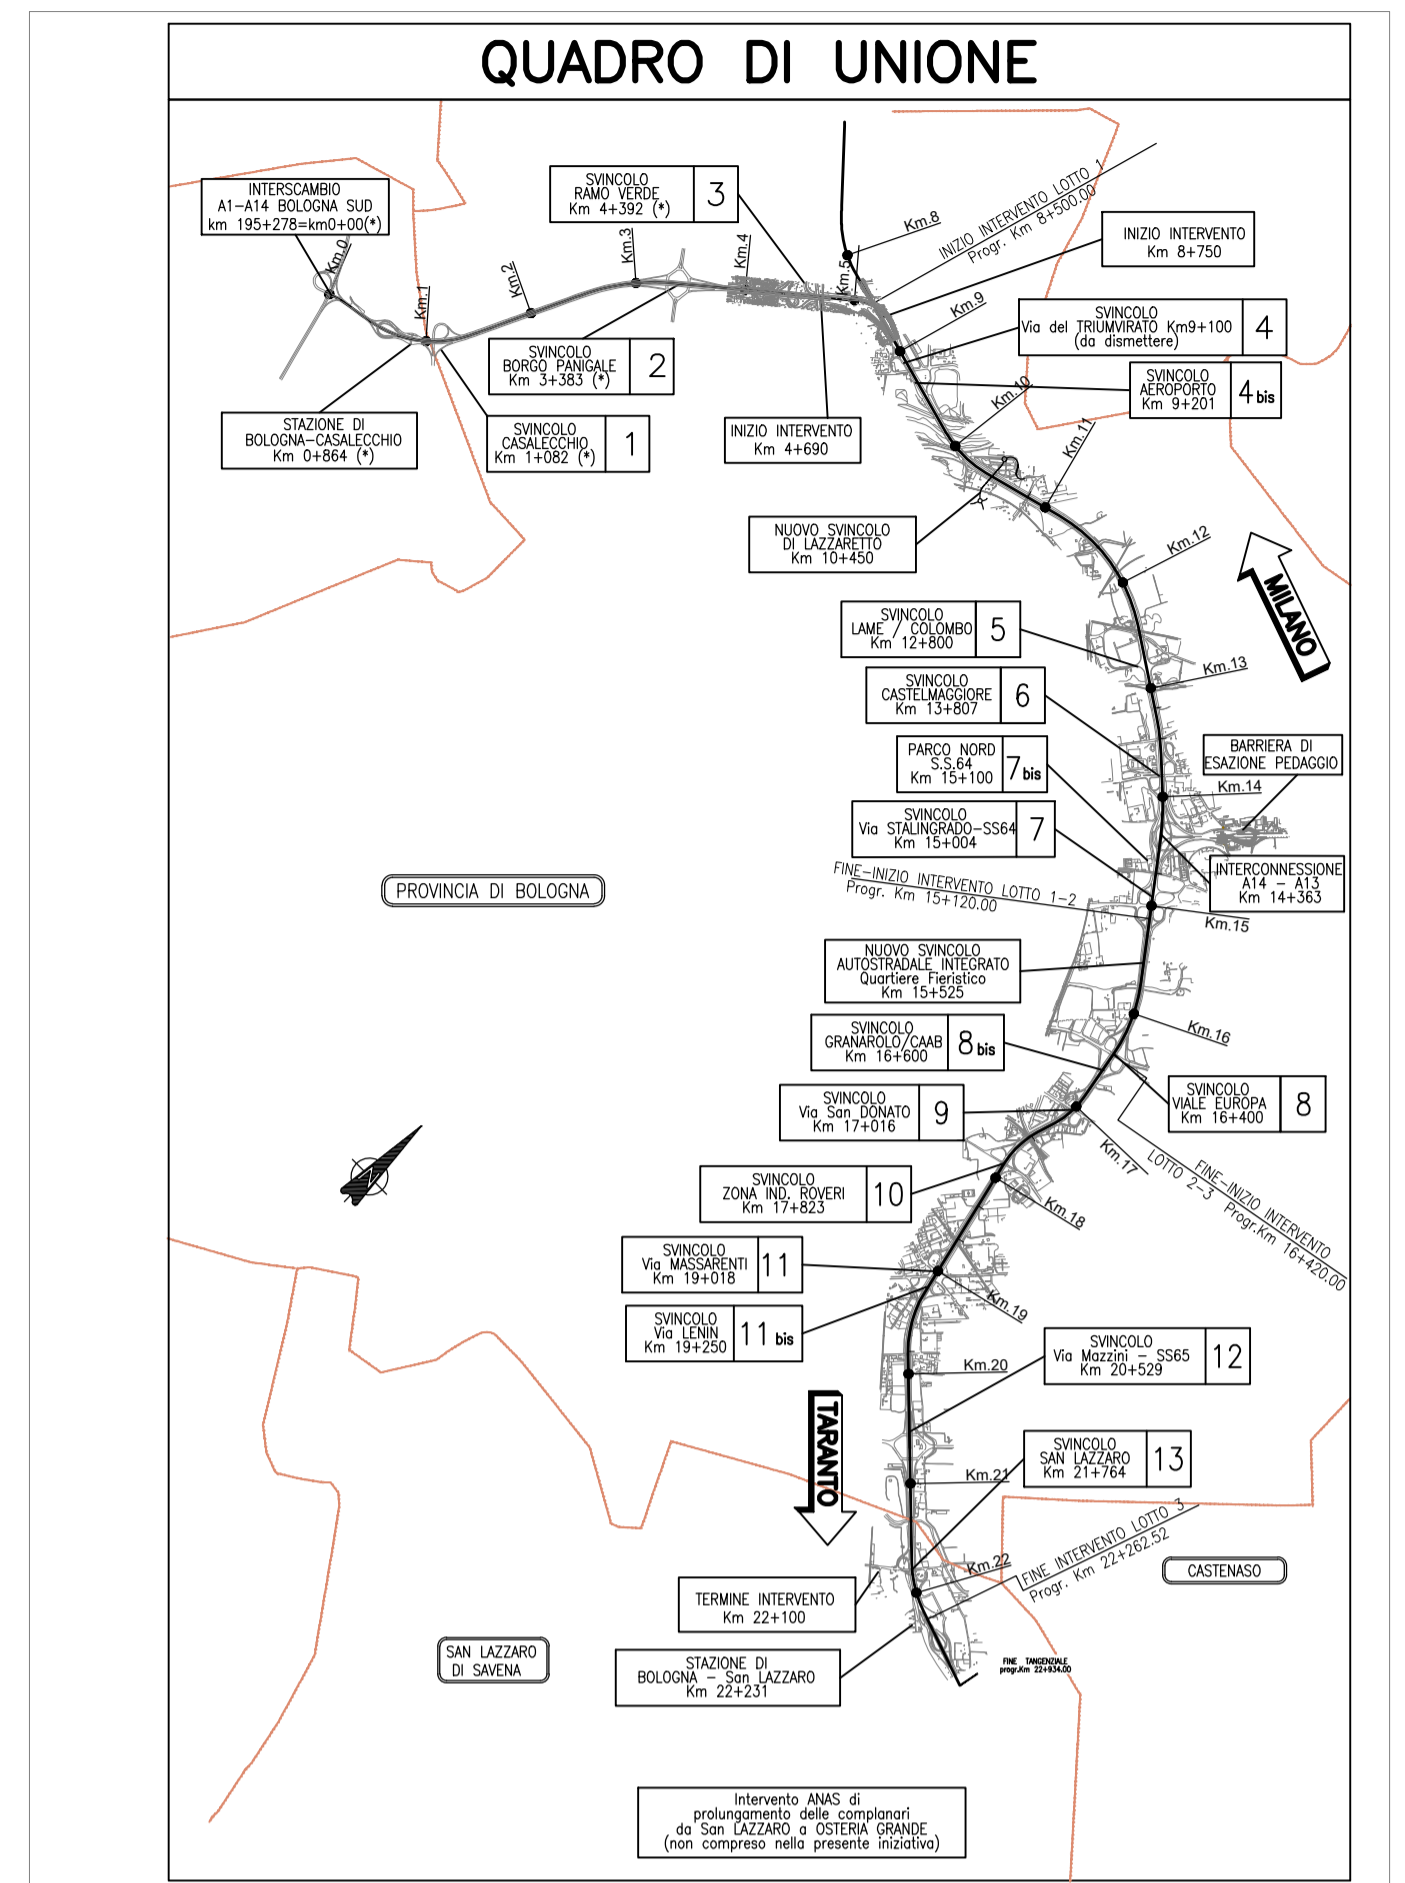 QUADRO DI UNIONE
INTERSCAMBIO
A1-A14 BOLOGNA SUD
km 195+278=km0+00(*)
SVINCOLO
RAMO VERDE
Km 4+392 (*)
3
Km.0
Km.1
Km.2
Km.3
Km.4
Km.5
Km.8
INIZIO INTERVENTO LOTTO 1
Progr. Km 8+500.00
INIZIO INTERVENTO
Km 8+750
Km.9
SVINCOLO
Via del TRIUMVIRATO Km9+100
(da dismettere)
4
SVINCOLO
BORGO PANIGALE
Km 3+383 (*)
2
SVINCOLO
AEROPORTO
Km 9+201
4 bis
STAZIONE DI
BOLOGNA-CASALECCHIO
Km 0+864 (*)
SVINCOLO
CASALECCHIO
Km 1+082 (*)
1
INIZIO INTERVENTO
Km 4+690
Km.10
Km.11
NUOVO SVINCOLO
DI LAZZARETTO
Km 10+450
Km.12
MILANO
SVINCOLO
LAME / COLOMBO
Km 12+800
5
Km.13
SVINCOLO
CASTELMAGGIORE
Km 13+807
6
PARCO NORD
S.S.64
Km 15+100
7 bis
BARRIERA DI
ESAZIONE PEDAGGIO
Km.14
SVINCOLO
Via STALINGRADO-SS64
Km 15+004
7
INTERCONNESSIONE
A14 - A13
Km 14+363
FINE-INIZIO INTERVENTO LOTTO 1-2
Progr. Km 15+120.00
Km.15
PROVINCIA DI BOLOGNA
NUOVO SVINCOLO
AUTOSTRADALE INTEGRATO
Quartiere Fieristico
Km 15+525
Km.16
SVINCOLO
GRANAROLO/CAAB
Km 16+600
8 bis
SVINCOLO
VIALE EUROPA
Km 16+400
8
SVINCOLO
Via San DONATO
Km 17+016
9
Km.17
FINE-INIZIO INTERVENTO
LOTTO 2-3 Progr.Km 16+420.00
SVINCOLO
ZONA IND. ROVERI
Km 17+823
10
Km.18
SVINCOLO
Via MASSARENTI
Km 19+018
11
Km.19
SVINCOLO
Via LENIN
Km 19+250
11 bis
SVINCOLO
Via Mazzini - SS65
Km 20+529
12
Km.20
TARANTO
SVINCOLO
SAN LAZZARO
Km 21+764
13
Km.21
FINE INTERVENTO LOTTO 3
Progr. Km 22+262.52
Km.22
CASTENASO
TERMINE INTERVENTO
Km 22+100
SAN LAZZARO
DI SAVENA
STAZIONE DI
BOLOGNA - San LAZZARO
Km 22+231
FINE TANGENZIALE
progr.Km 22+934.00
Intervento ANAS di
prolungamento delle complanari
da San LAZZARO a OSTERIA GRANDE
(non compreso nella presente iniziativa)